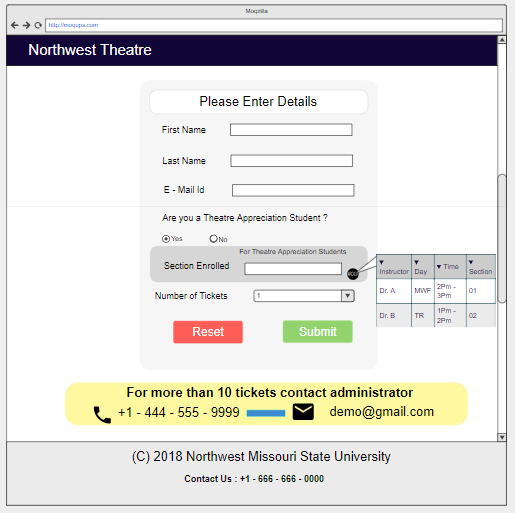 Moqzilla
http://moqups.com
Northwest Theatre
Please Enter Details
First Name
Last Name
E - Mail Id
Are you a Theatre Appreciation Student ?
Yes No
For Theatre Appreciation Students
Section Enrolled
Number of Tickets 1
Instructor Day Time Section
Dr. A MWF 2Pm - 3Pm 01
Dr. B TR 1Pm - 2Pm 02
Reset Submit
For more than 10 tickets contact administrator
+1 - 444 - 555 - 9999 demo@gmail.com
(C) 2018 Northwest Missouri State University
Contact Us : +1 - 666 - 666 - 0000